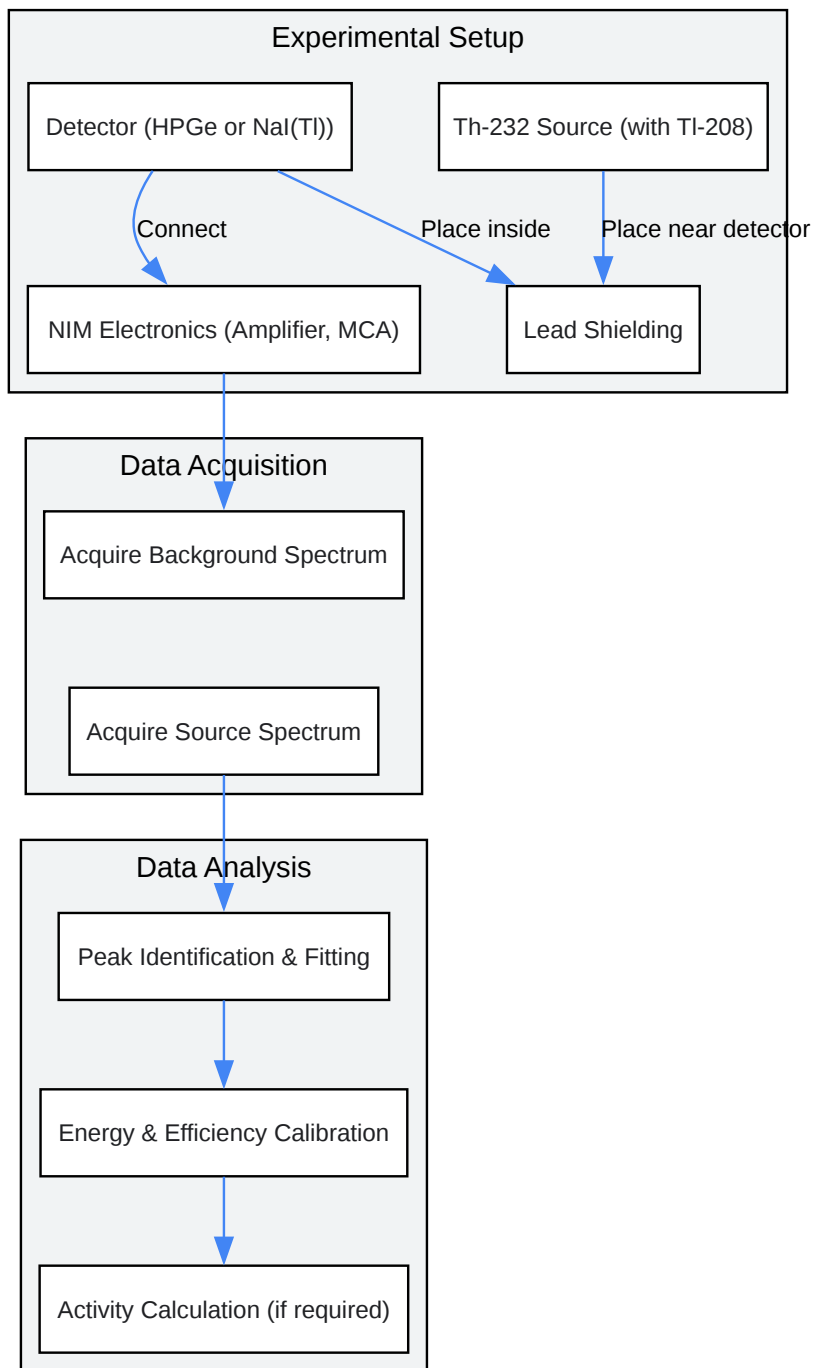 Experimental Setup
Detector (HPGe or NaI(Tl))
Th-232 Source (with Tl-208)
Connect
Place inside
Place near detector
NIM Electronics (Amplifier, MCA)
Lead Shielding
Data Acquisition
Acquire Background Spectrum
Acquire Source Spectrum
Data Analysis
Peak Identification & Fitting
Energy & Efficiency Calibration
Activity Calculation (if required)